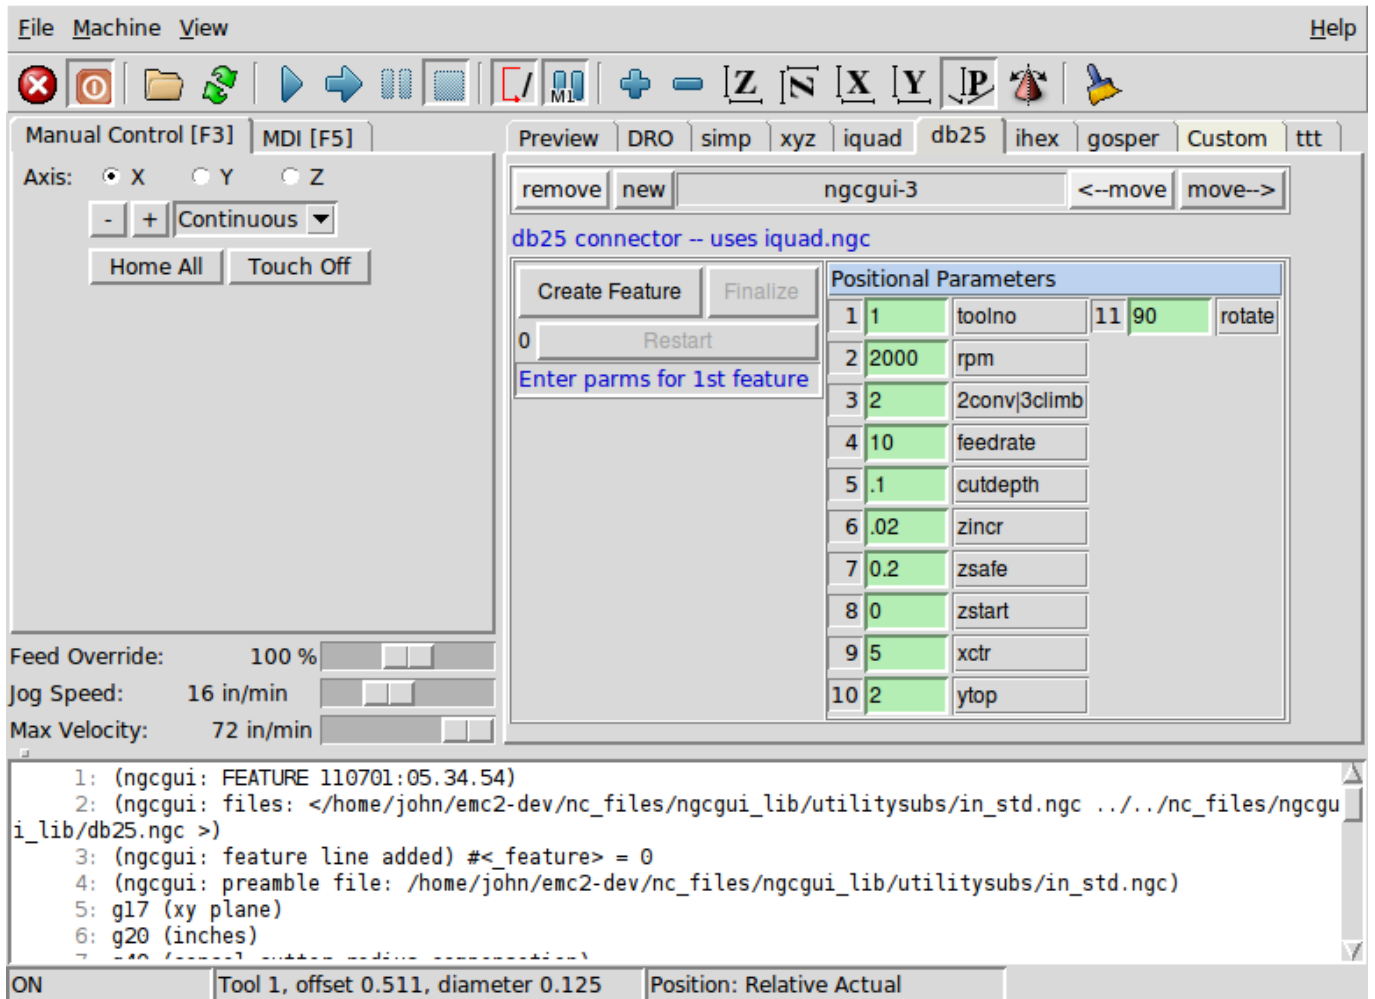 File Machine View Help
M1 Z N X Y P
Manual Control [F3] MDI [F5]
Preview DRO simp xyz iquad db25 ihex gosper Custom ttt
Axis: X Y Z
- + Continuous
Home All Touch Off
remove new ngcgui-3 <--move move-->
db25 connector -- uses iquad.ngc
Create Feature Finalize
0 Restart
Enter parms for 1st feature
Positional Parameters
1 1 toolno 11 90 rotate
2 2000 rpm
3 2 2conv|3climb
4 10 feedrate
5 .1 cutdepth
6 .02 zincr
7 0.2 zsafe
8 0 zstart
9 5 xctr
10 2 ytop
Feed Override: 100 %
Jog Speed: 16 in/min
Max Velocity: 72 in/min
1: (ngcgui: FEATURE 110701:05.34.54)
2: (ngcgui: files: </home/john/emc2-dev/nc_files/ngcgui_lib/utilitysubs/in_std.ngc ../../nc_files/ngcgu
i_lib/db25.ngc >)
3: (ngcgui: feature line added) #<_feature> = 0
4: (ngcgui: preamble file: /home/john/emc2-dev/nc_files/ngcgui_lib/utilitysubs/in_std.ngc)
5: g17 (xy plane)
6: g20 (inches)
7: g40 (cancel cutter radius compensation)
ON Tool 1, offset 0.511, diameter 0.125 Position: Relative Actual